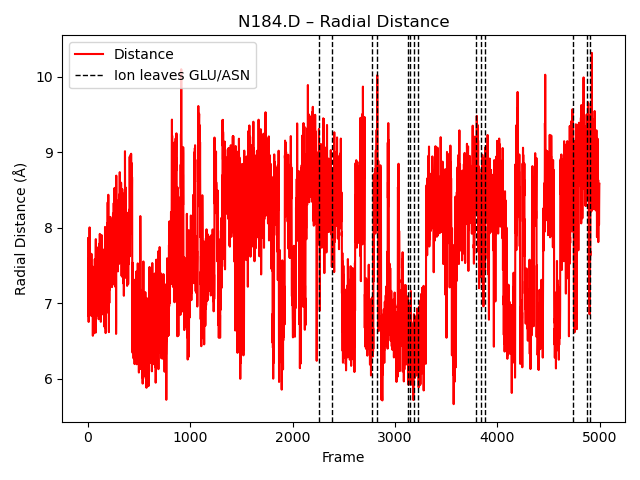 N184.D – Radial Distance
Distance
Ion leaves GLU/ASN
Radial Distance (Å)
10
9
8
7
6
0
1000
2000
3000
4000
5000
Frame